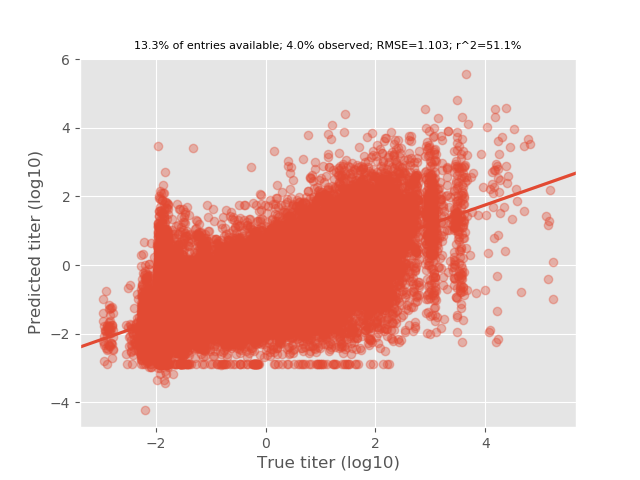 13.3% of entries available; 4.0% observed; RMSE=1.103; r^2=51.1%
6
4
2
0
−2
−4
Predicted titer (log10)
−2 0 2 4
True titer (log10)